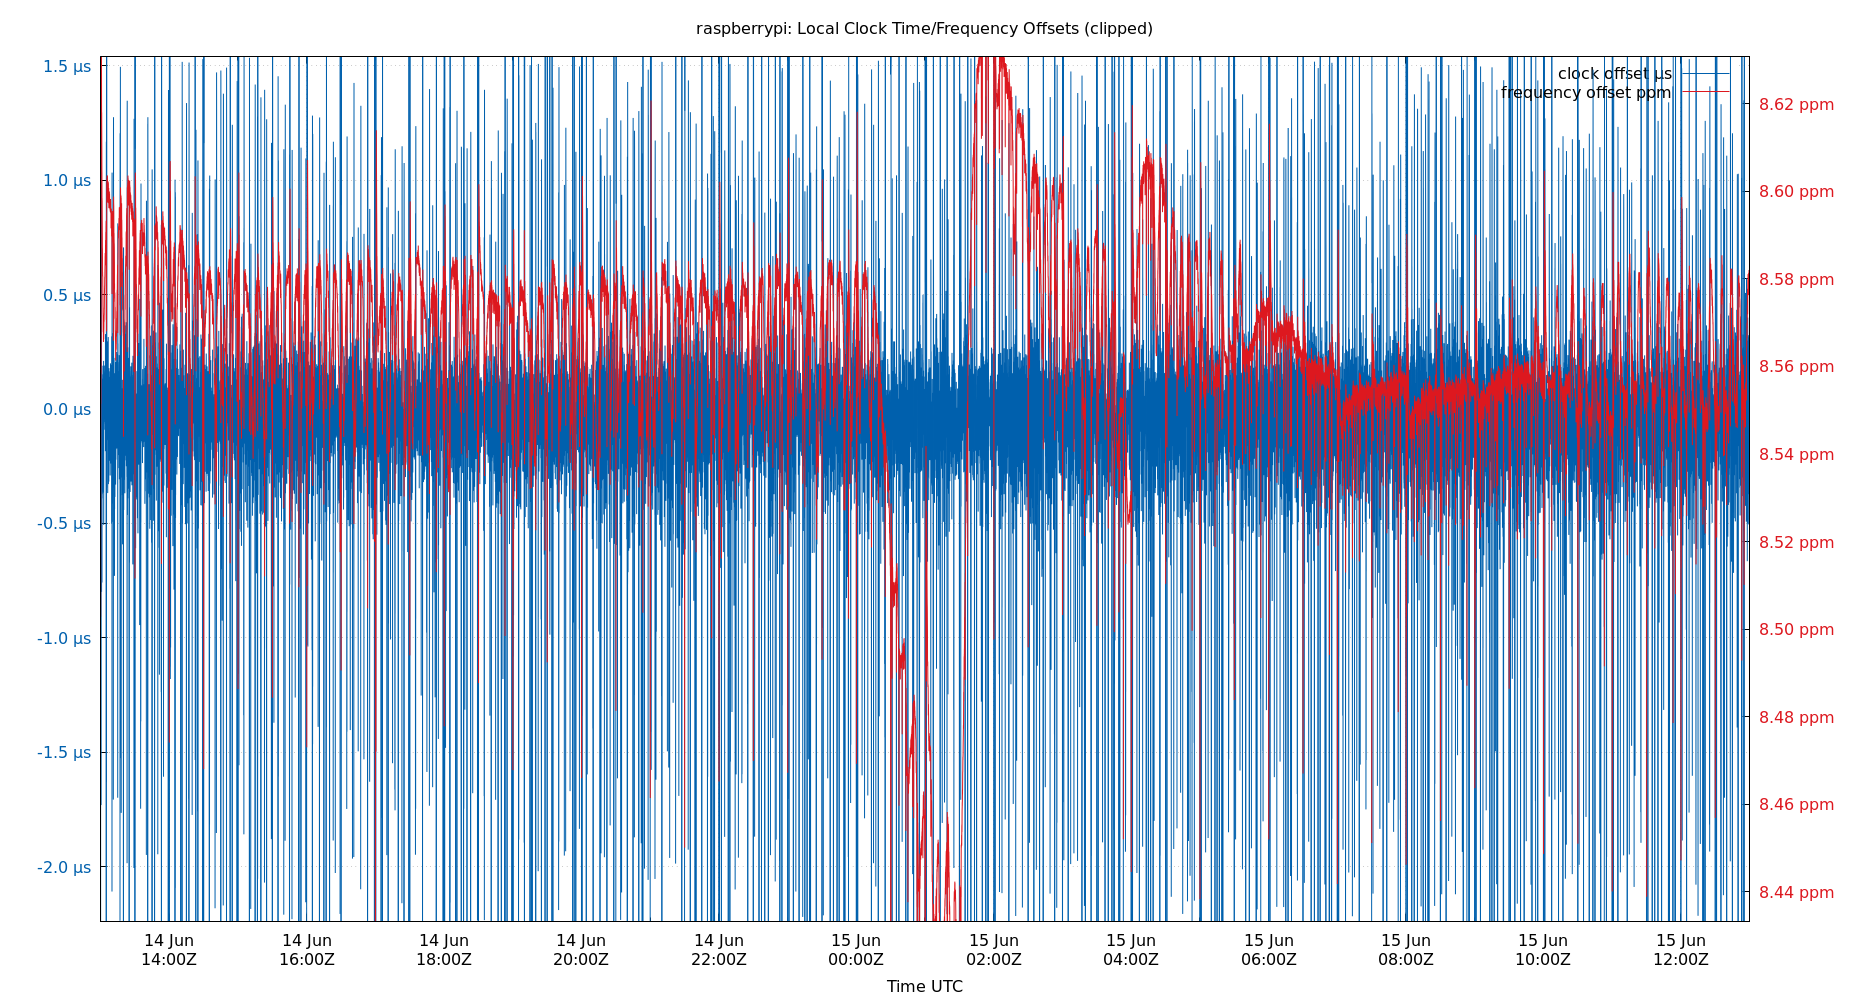 raspberrypi: Local Clock Time/Frequency Offsets (clipped)
clock offset µs
frequency offset ppm
1.5 µs
1.0 µs
0.5 µs
0.0 µs
-0.5 µs
-1.0 µs
-1.5 µs
-2.0 µs
8.62 ppm
8.60 ppm
8.58 ppm
8.56 ppm
8.54 ppm
8.52 ppm
8.50 ppm
8.48 ppm
8.46 ppm
8.44 ppm
14 Jun 14 Jun 14 Jun 14 Jun 14 Jun 15 Jun 15 Jun 15 Jun 15 Jun 15 Jun 15 Jun 15 Jun
14:00Z 16:00Z 18:00Z 20:00Z 22:00Z 00:00Z 02:00Z 04:00Z 06:00Z 08:00Z 10:00Z 12:00Z
Time UTC